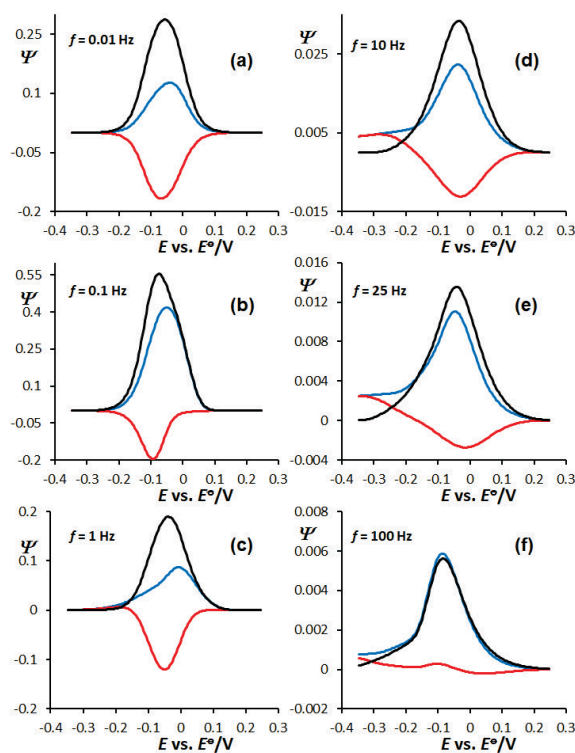 0.25
Ψ
f = 0.01 Hz
(a)
0.1
-0.05
-0.2
-0.4 -0.3 -0.2 -0.1 0 0.1 0.2 0.3
E vs. E⊖/V
Ψ
f = 10 Hz
(d)
0.025
0.005
-0.015
-0.4 -0.3 -0.2 -0.1 0 0.1 0.2 0.3
E vs. E⊖/V
0.55
Ψ
f = 0.1 Hz
(b)
0.4
0.25
0.1
-0.05
-0.2
-0.4 -0.3 -0.2 -0.1 0 0.1 0.2 0.3
E vs. E⊖/V
0.016
Ψ
f = 25 Hz
(e)
0.012
0.008
0.004
0
-0.004
-0.4 -0.3 -0.2 -0.1 0 0.1 0.2 0.3
E vs. E⊖/V
0.2
Ψ
f = 1 Hz
(c)
0.1
0
-0.1
-0.2
-0.4 -0.3 -0.2 -0.1 0 0.1 0.2 0.3
E vs. E⊖/V
0.008
Ψ
f = 100 Hz
(f)
0.006
0.004
0.002
0
-0.002
-0.4 -0.3 -0.2 -0.1 0 0.1 0.2 0.3
E vs. E⊖/V